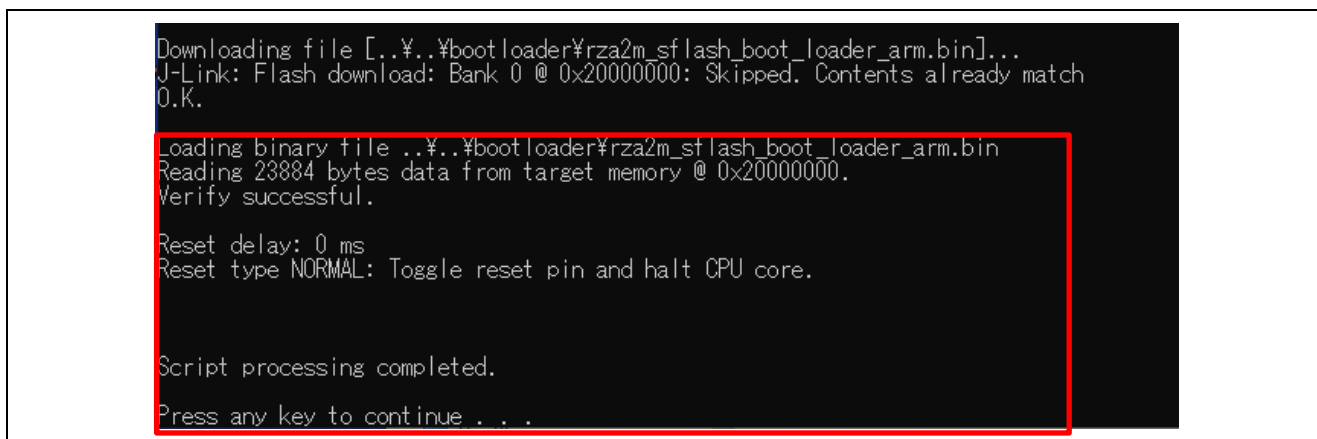 Downloading file [..¥..¥bootloader¥rza2m_sflash_boot_loader_arm.bin]...
J-Link: Flash download: Bank 0 @ 0x20000000: Skipped. Contents already match
O.K.
Loading binary file ..¥..¥bootloader¥rza2m_sflash_boot_loader_arm.bin
Reading 23884 bytes data from target memory @ 0x20000000.
Verify successful.
Reset delay: 0 ms
Reset type NORMAL: Toggle reset pin and halt CPU core.
Script processing completed.
Press any key to continue . . .